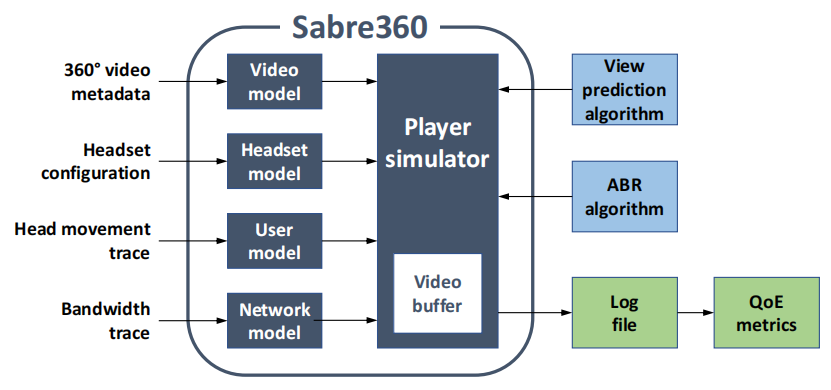 Sabre360
360° video
metadata
Video
model
View
prediction
algorithm
Player
simulator
Headset
configuration
Headset
model
ABR
algorithm
Head movement
trace
User
model
Video
buffer
Bandwidth
trace
Network
model
Log
file
QoE
metrics